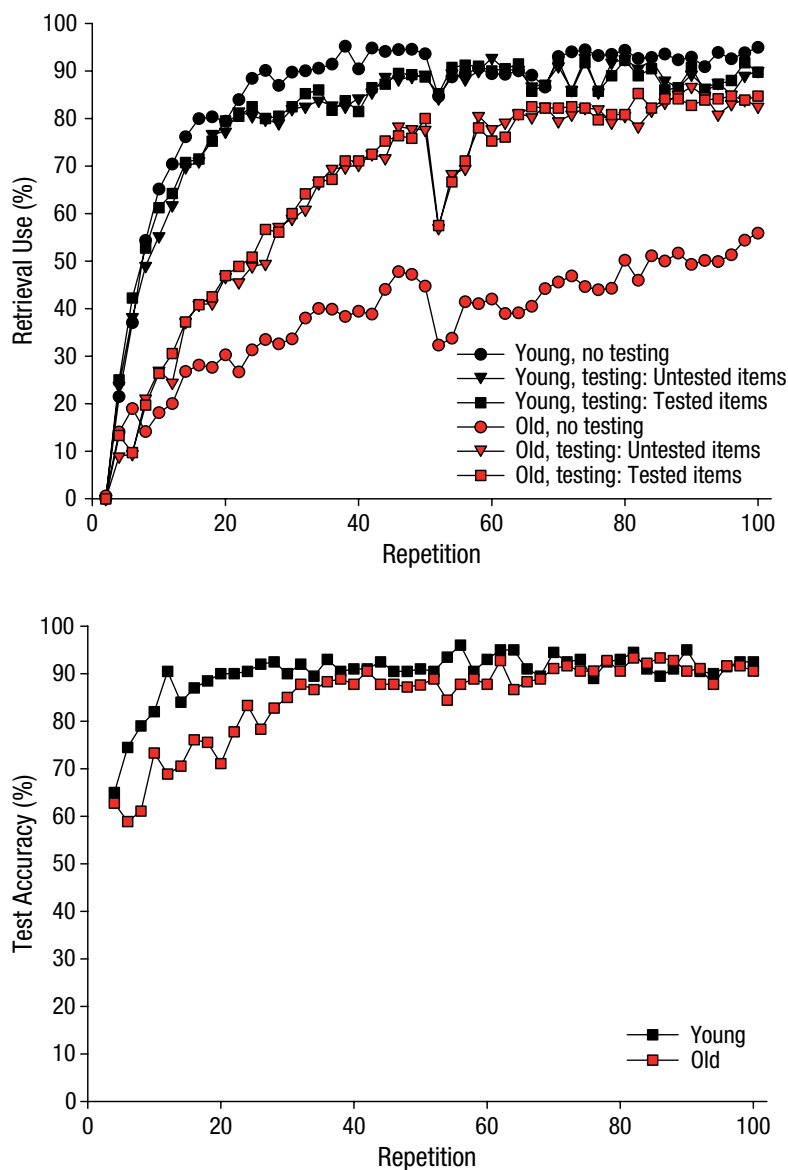 100
90
80
70
60
50
40
30
20
10
0
Retrieval Use (%)
Young, no testing
Young, testing: Untested items
Young, testing: Tested items
Old, no testing
Old, testing: Untested items
Old, testing: Tested items
0 20 40 60 80 100
Repetition
100
90
80
70
60
50
40
30
20
10
0
Test Accuracy (%)
Young
Old
0 20 40 60 80 100
Repetition